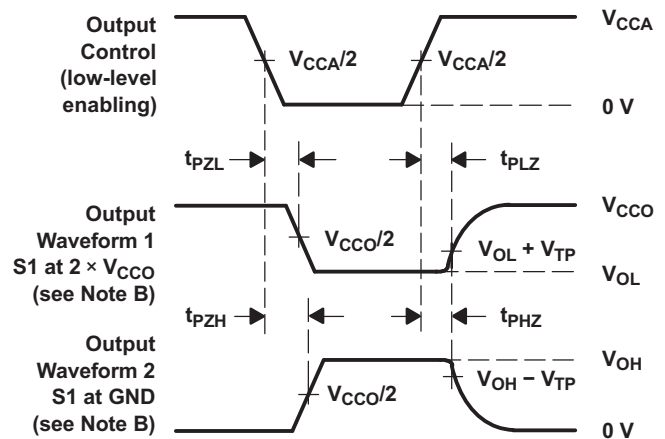 Output
Control
(low-level
enabling)
V_CCA/2
V_CCA/2
V_CCA
0 V
t_PZL
t_PLZ
Output
Waveform 1
S1 at 2 × V_CCO
(see Note B)
V_CCO/2
V_CCO
V_OL + V_TP
V_OL
t_PZH
t_PHZ
Output
Waveform 2
S1 at GND
(see Note B)
V_CCO/2
V_OH
V_OH − V_TP
0 V